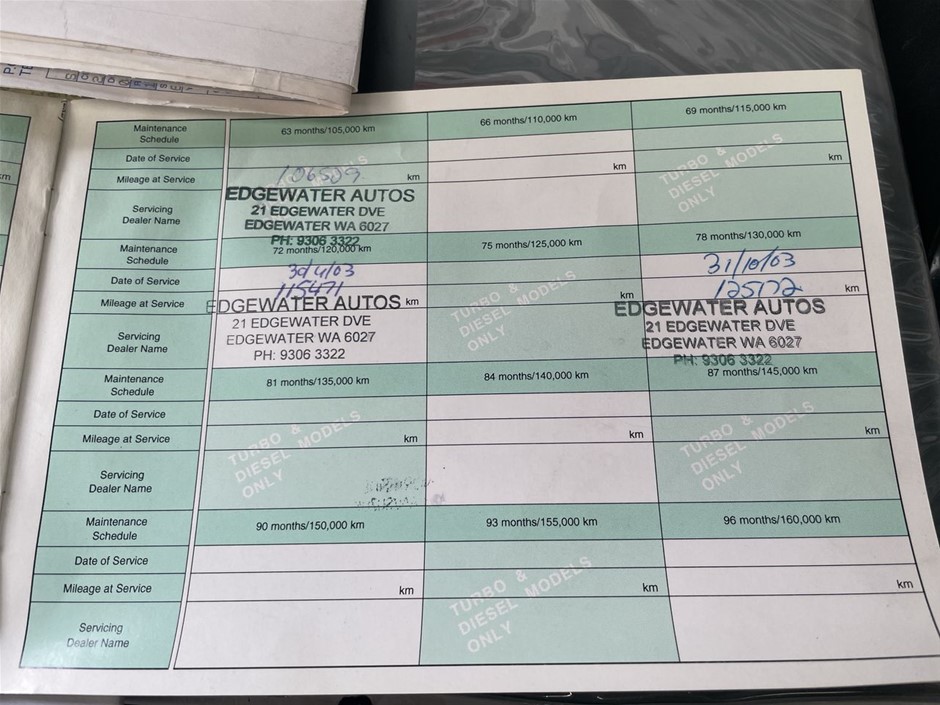 Maintenance
Schedule
63 months/105,000 km
66 months/110,000 km
69 months/115,000 km
Date of Service
Mileage at Service
106509 km
km
km
TURBO &
DIESEL MODELS
ONLY
Servicing
Dealer Name
EDGEWATER AUTOS
21 EDGEWATER DVE
EDGEWATER WA 6027
PH: 9306 3322
Maintenance
Schedule
72 months/120,000 km
75 months/125,000 km
78 months/130,000 km
Date of Service
30/4/03
31/10/03
Mileage at Service
115471 km
km
125172 km
TURBO &
DIESEL MODELS
ONLY
Servicing
Dealer Name
EDGEWATER AUTOS
21 EDGEWATER DVE
EDGEWATER WA 6027
PH: 9306 3322
EDGEWATER AUTOS
21 EDGEWATER DVE
EDGEWATER WA 6027
PH: 9306 3322
Maintenance
Schedule
81 months/135,000 km
84 months/140,000 km
87 months/145,000 km
Date of Service
Mileage at Service
km
km
km
TURBO &
DIESEL MODELS
ONLY
TURBO &
DIESEL MODELS
ONLY
Servicing
Dealer Name
Maintenance
Schedule
90 months/150,000 km
93 months/155,000 km
96 months/160,000 km
Date of Service
Mileage at Service
km
km
km
TURBO &
DIESEL MODELS
ONLY
Servicing
Dealer Name